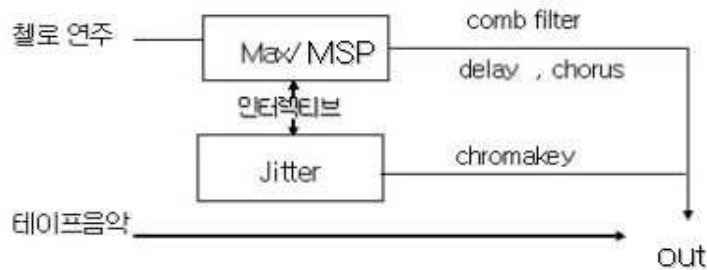 첼로 연주
Max/MSP
comb filter
delay , chorus
인터렉티브
Jitter
chromakey
테이프음악
out